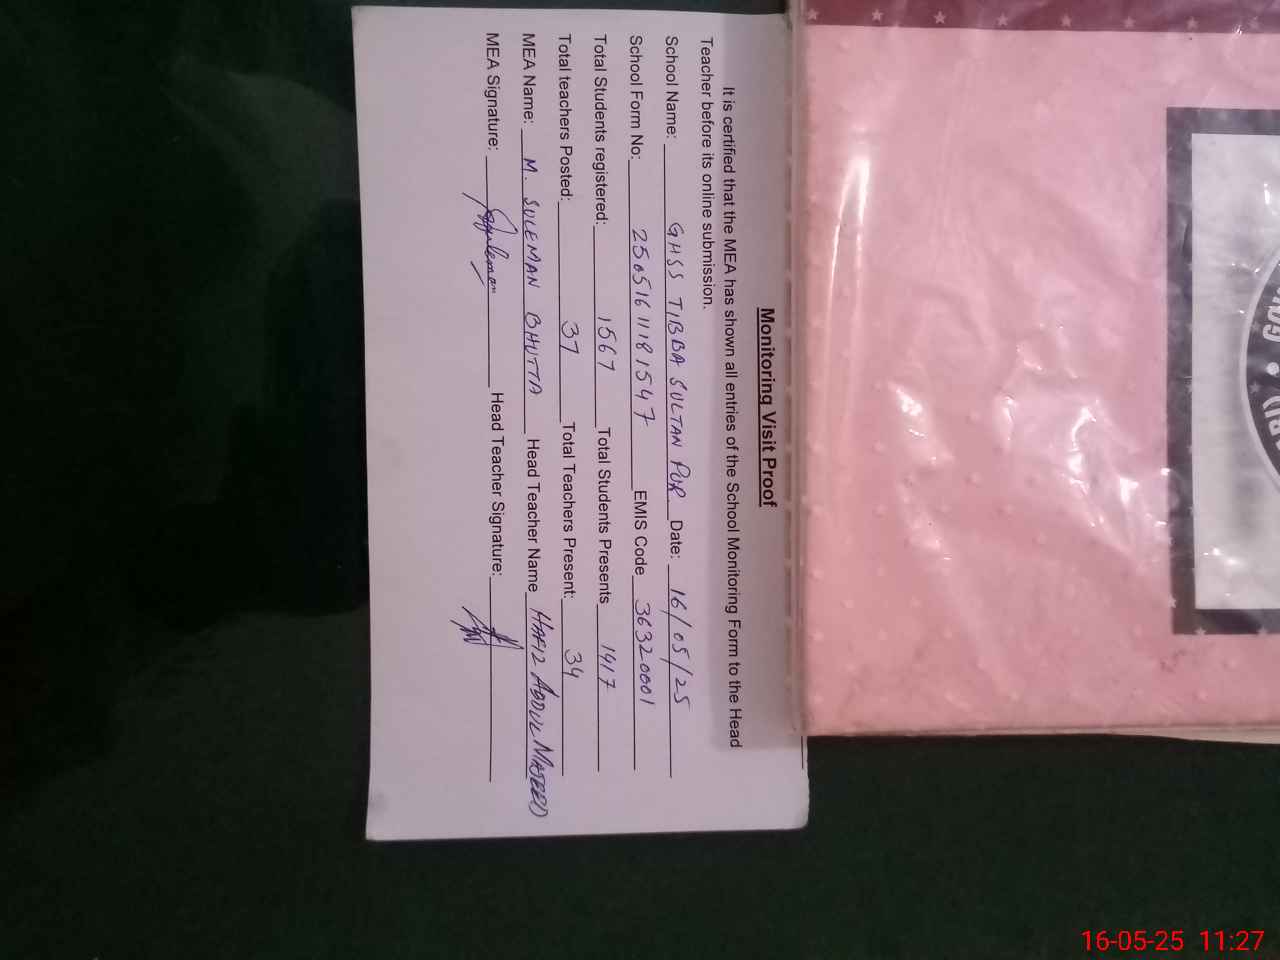 Monitoring Visit Proof
It is certified that the MEA has shown all entries of the School Monitoring Form to the Head
Teacher before its online submission.
School Name: GHSS TIBBA SULTAN PUR Date: 16/05/25
School Form No: 2505161181547 EMIS Code 36320001
Total Students registered: 1567 Total Students Presents 1417
Total teachers Posted: 37 Total Teachers Present: 34
MEA Name: M. SULEMAN BHUTTA Head Teacher Name HAFIZ ABDUL MAJEED
MEA Signature: Head Teacher Signature:
16-05-25 11:27